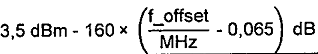 3,5 dBm - 160 × (f_offset/MHz - 0,065) dB